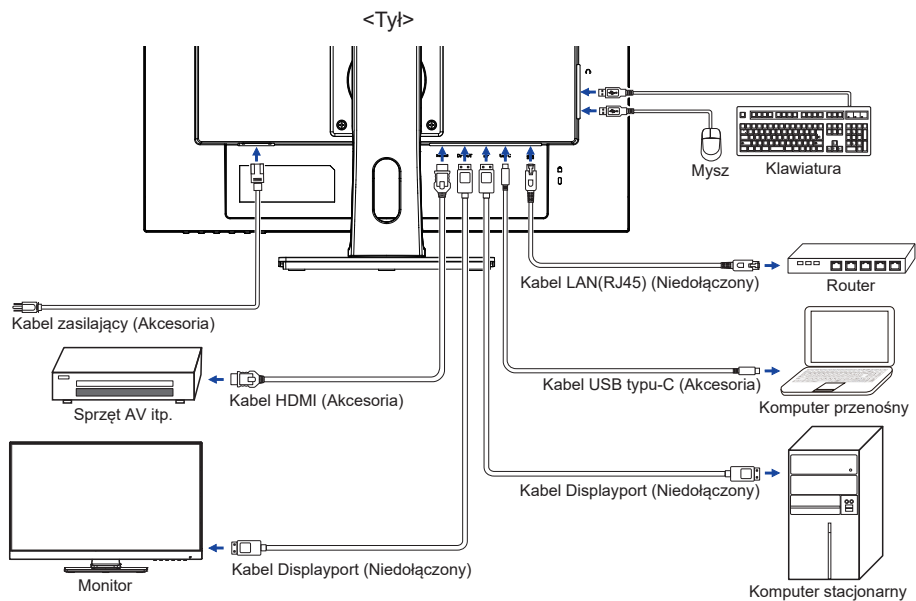 <Tył>
Mysz
Klawiatura
Kabel LAN(RJ45) (Niedołączony)
Router
Kabel zasilający (Akcesoria)
Kabel USB typu-C (Akcesoria)
Kabel HDMI (Akcesoria)
Sprzęt AV itp.
Komputer przenośny
Kabel Displayport (Niedołączony)
Kabel Displayport (Niedołączony)
Monitor
Komputer stacjonarny